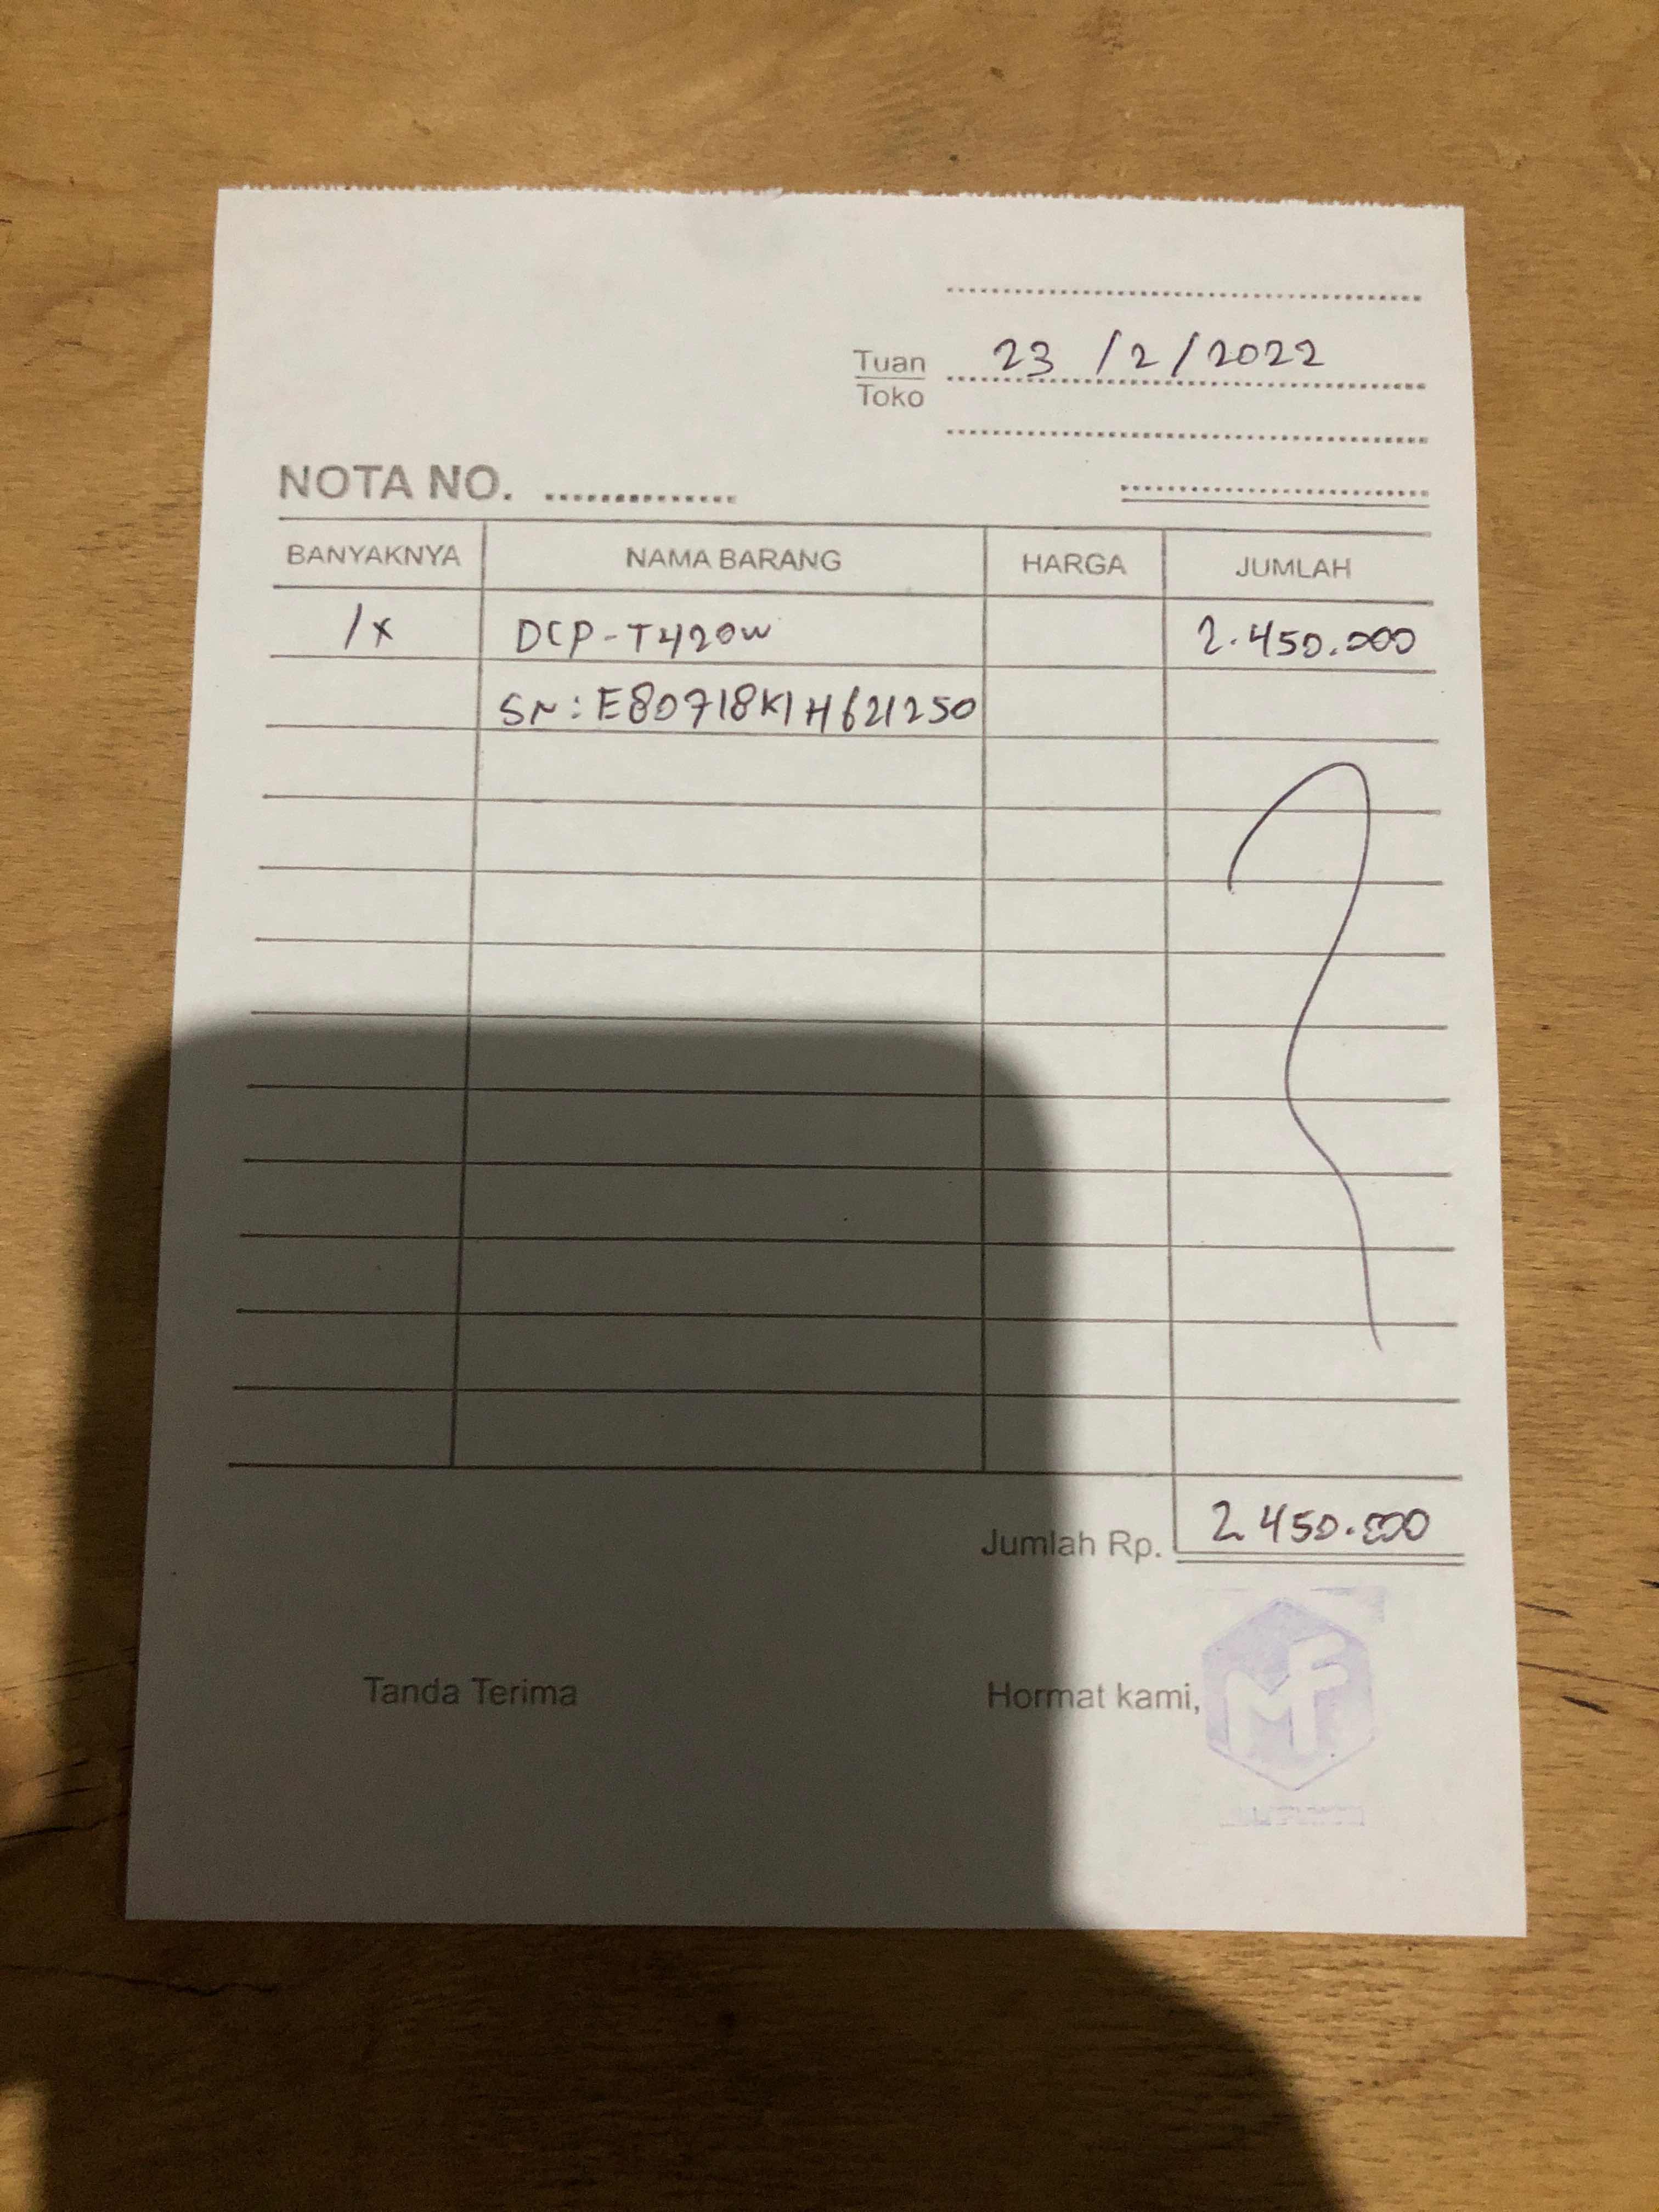 23/2/2022
Tuan
Toko
NOTA NO.
BANYAKNYA NAMA BARANG HARGA JUMLAH
1x DCP-T420W 2.450.000
SN: E80718K1H621250
Jumlah Rp. 2.450.000
Tanda Terima Hormat kami,
MF